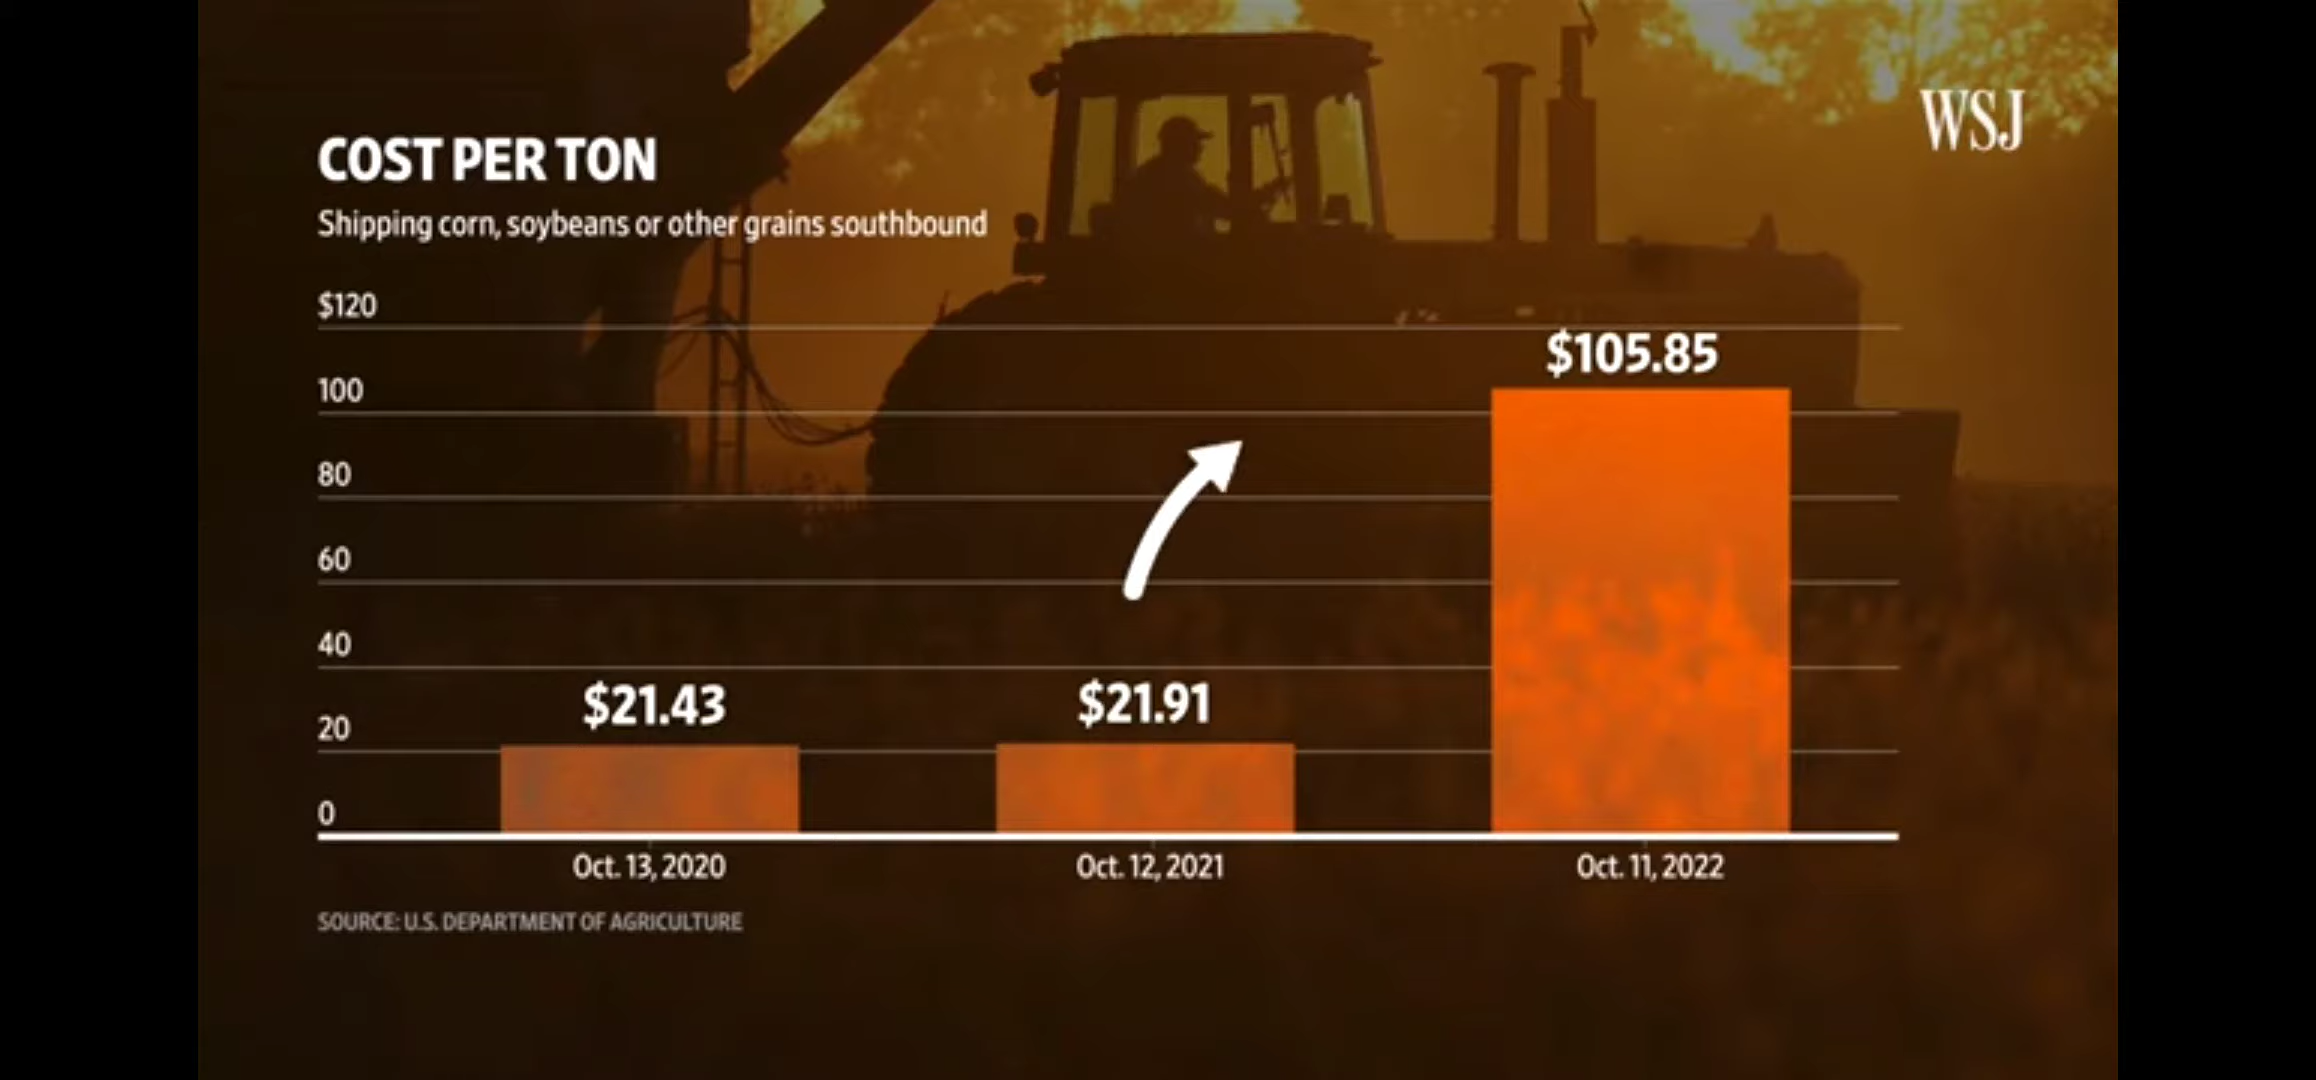 WSJ
COST PER TON
Shipping corn, soybeans or other grains southbound
$120
100
80
60
40
20
0
$21.43
$21.91
$105.85
Oct. 13, 2020
Oct. 12, 2021
Oct. 11, 2022
SOURCE: U.S. DEPARTMENT OF AGRICULTURE